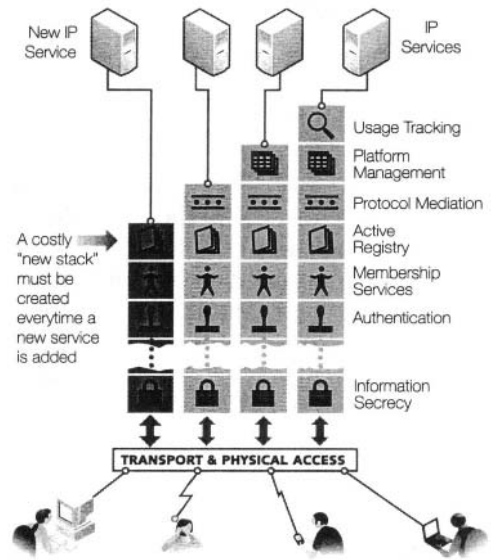 New IP
Service
IP
Services
Usage Tracking
Platform
Management
Protocol Mediation
A costly
"new stack"
must be
created
everytime a
new service
is added
Active
Registry
Membership
Services
Authentication
Information
Secrecy
TRANSPORT & PHYSICAL ACCESS